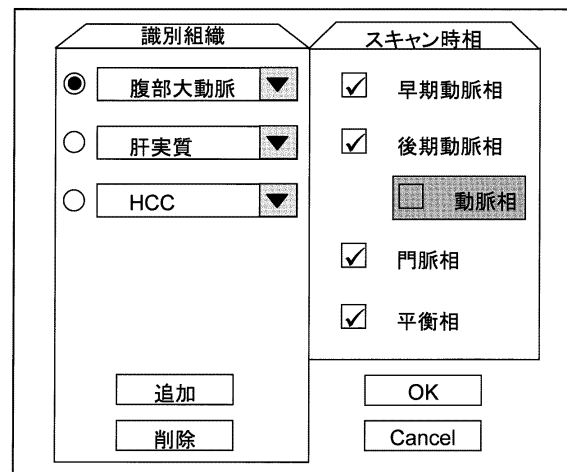 識別組織
腹部大動脈
肝実質
HCC
追加
削除
スキャン時相
早期動脈相
後期動脈相
動脈相
門脈相
平衡相
OK
Cancel